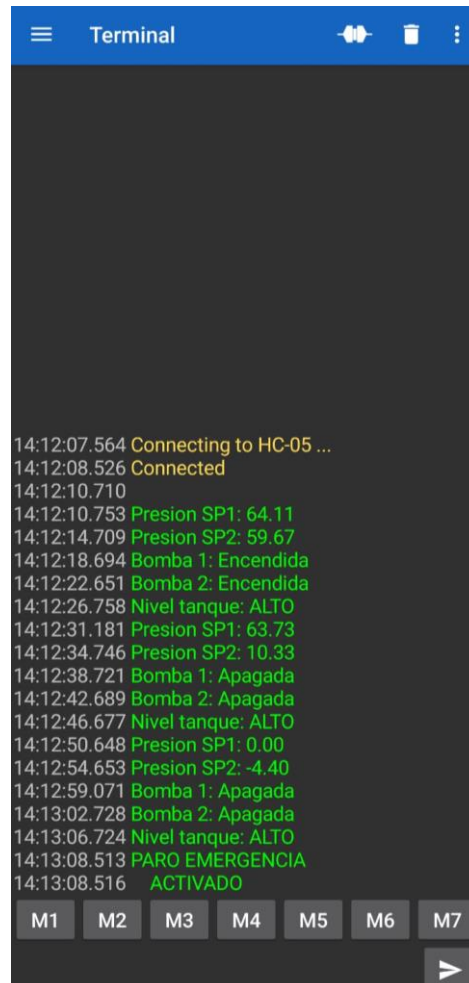 Terminal
14:12:07.564 Connecting to HC-05 ...
14:12:08.526 Connected
14:12:10.710
14:12:10.753 Presion SP1: 64.11
14:12:14.709 Presion SP2: 59.67
14:12:18.694 Bomba 1: Encendida
14:12:22.651 Bomba 2: Encendida
14:12:26.758 Nivel tanque: ALTO
14:12:31.181 Presion SP1: 63.73
14:12:34.746 Presion SP2: 10.33
14:12:38.721 Bomba 1: Apagada
14:12:42.689 Bomba 2: Apagada
14:12:46.677 Nivel tanque: ALTO
14:12:50.648 Presion SP1: 0.00
14:12:54.653 Presion SP2: -4.40
14:12:59.071 Bomba 1: Apagada
14:13:02.728 Bomba 2: Apagada
14:13:06.724 Nivel tanque: ALTO
14:13:08.513 PARO EMERGENCIA
14:13:08.516 ACTIVADO
M1 M2 M3 M4 M5 M6 M7